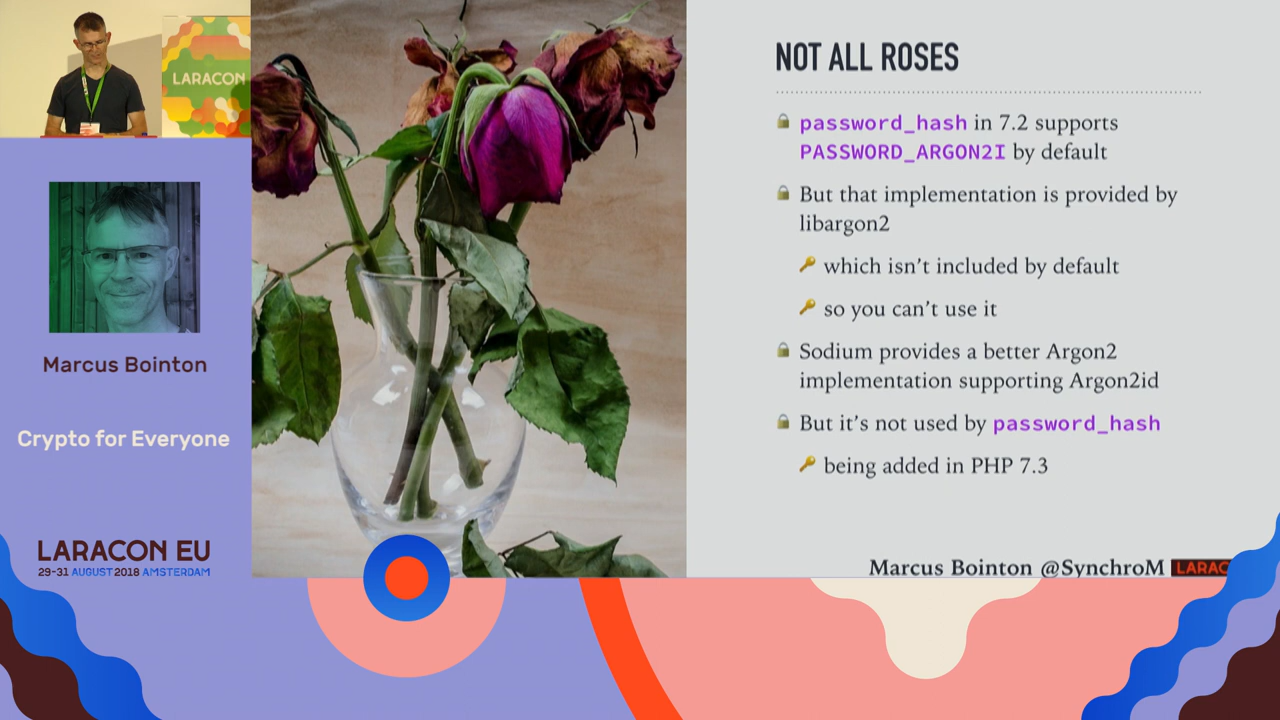 LARACON
Marcus Bointon
Crypto for Everyone
LARACON EU
29-31 AUGUST 2018 AMSTERDAM
NOT ALL ROSES
password_hash in 7.2 supports
PASSWORD_ARGON2I by default
But that implementation is provided by
libargon2
which isn’t included by default
so you can’t use it
Sodium provides a better Argon2
implementation supporting Argon2id
But it’s not used by password_hash
being added in PHP 7.3
Marcus Bointon @SynchroM LARAC